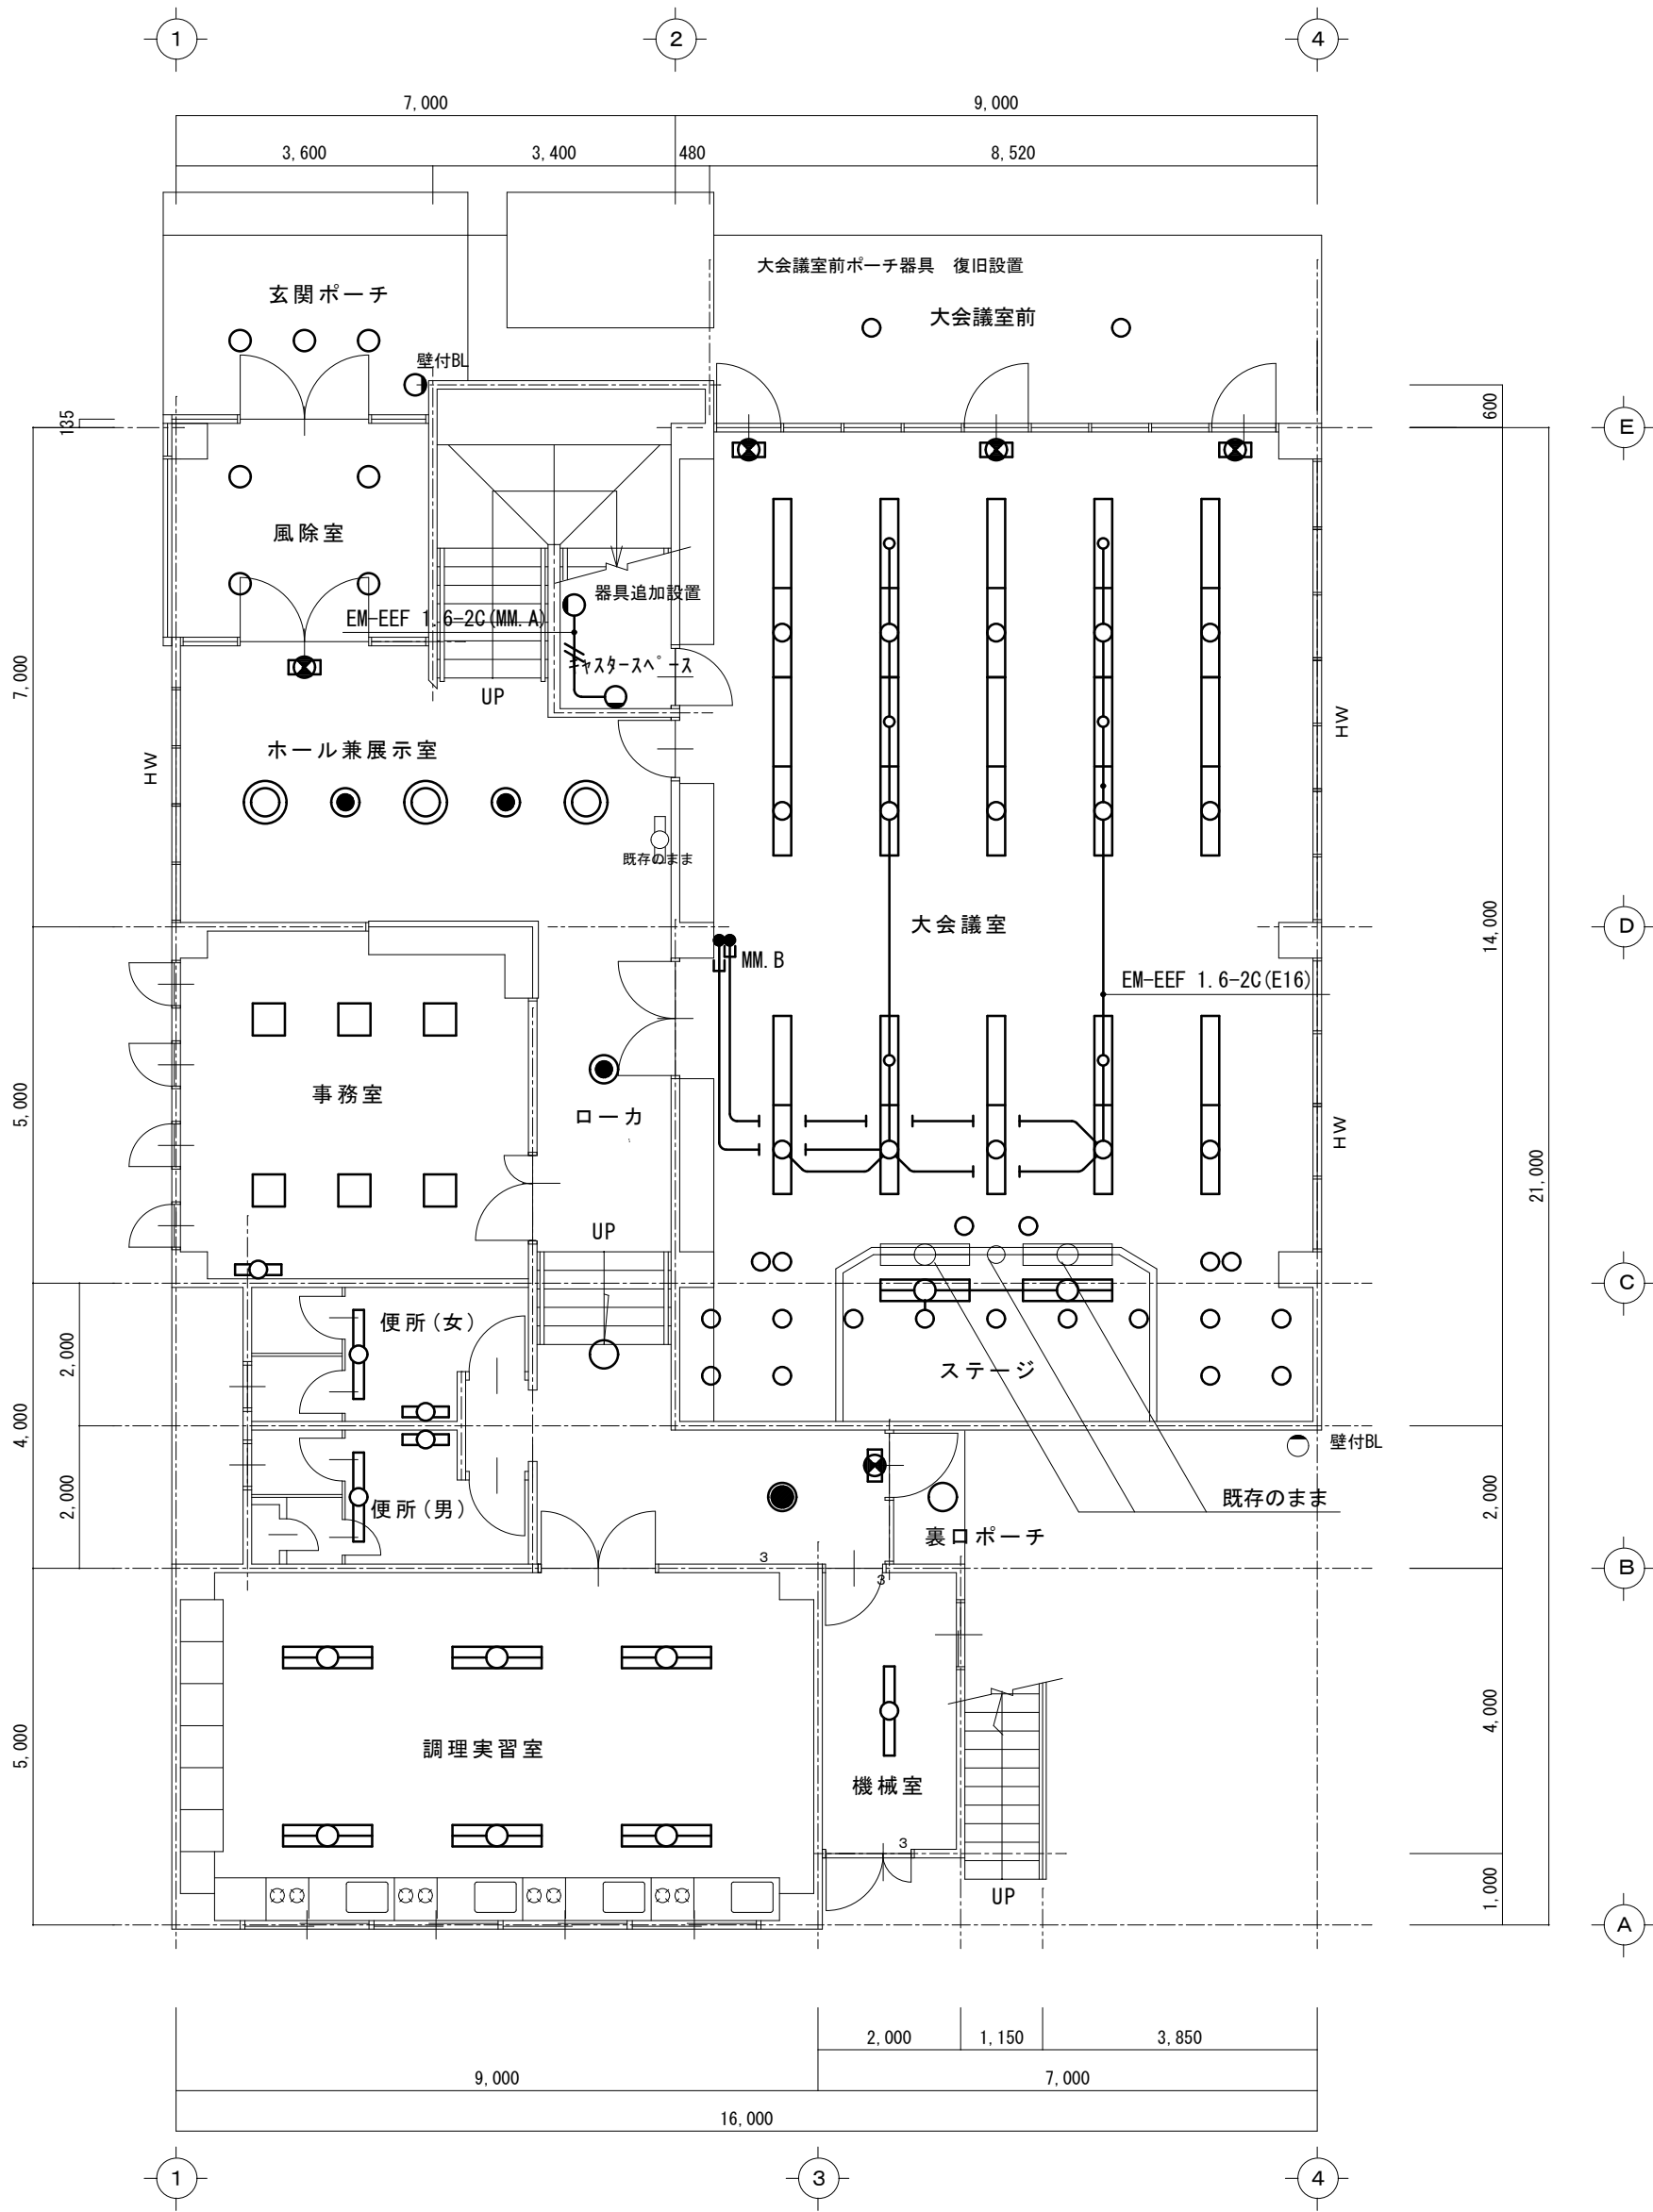 1
2
4
7,000
9,000
3,600
3,400
480
8,520
大会議室前ポーチ器具 復旧設置
玄関ポーチ
大会議室前
壁付BL
135
600
E
風除室
器具追加設置
EM-EEF 1.6-2C(MM.A)
キャスタースペース
7,000
UP
HW
ホール兼展示室
HW
既存のまま
大会議室
14,000
D
MM.B
EM-EEF 1.6-2C(E16)
事務室
ローカ
5,000
HW
21,000
UP
C
便所(女)
2,000
ステージ
4,000
壁付BL
既存のまま
2,000
便所(男)
2,000
裏口ポーチ
3
B
3
調理実習室
機械室
4,000
5,000
3
UP
1,000
A
2,000
1,150
3,850
9,000
7,000
16,000
1
3
4